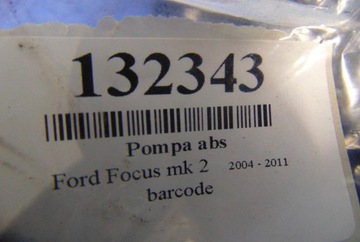 132343
Pompa abs
Ford Focus mk 2 2004 - 2011
barcode